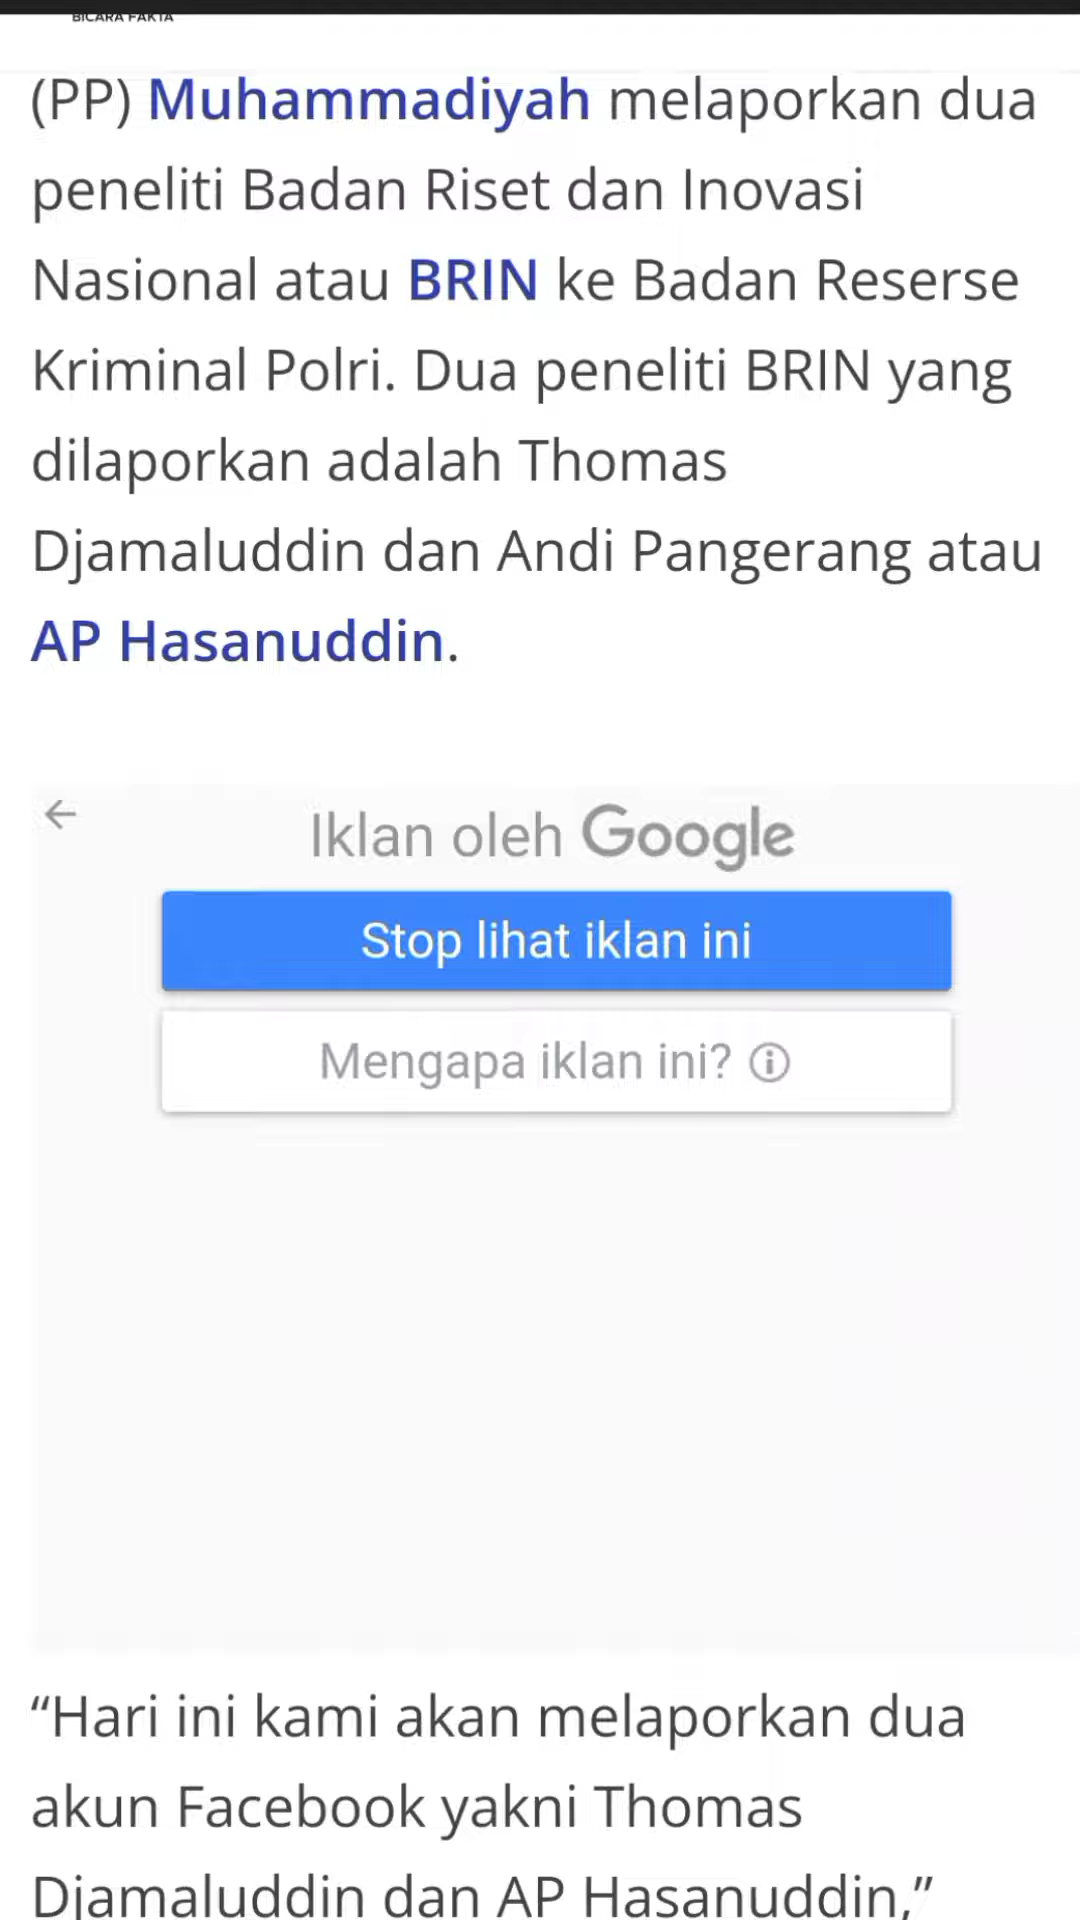 BICARA FAKTA
(PP) Muhammadiyah melaporkan dua
peneliti Badan Riset dan Inovasi
Nasional atau BRIN ke Badan Reserse
Kriminal Polri. Dua peneliti BRIN yang
dilaporkan adalah Thomas
Djamaluddin dan Andi Pangerang atau
AP Hasanuddin.
Iklan oleh Google
Stop lihat iklan ini
Mengapa iklan ini?
“Hari ini kami akan melaporkan dua
akun Facebook yakni Thomas
Djamaluddin dan AP Hasanuddin,”